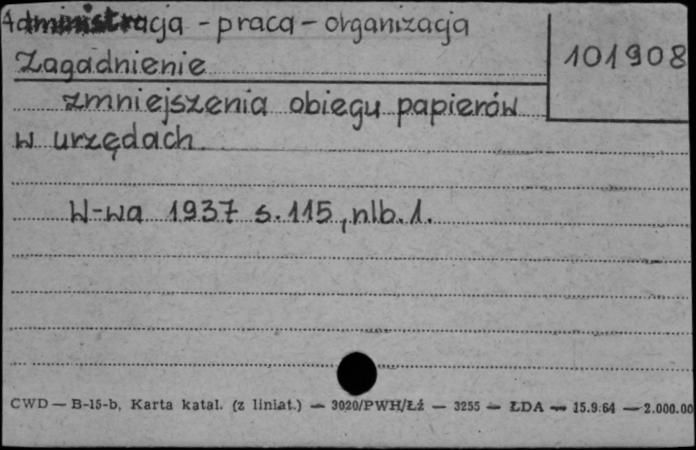 Administracja - praca - organizacja
Zagadnienie
101908
zmniejszenia obiegu papierów
w urzędach.
W-wa 1937 s. 115, nlb. 1.
CWD — B-15-b, Karta katal. (z liniat.) — 3020/PWH/Łź — 3255 — ŁDA — 15.9.64 — 2.000.00